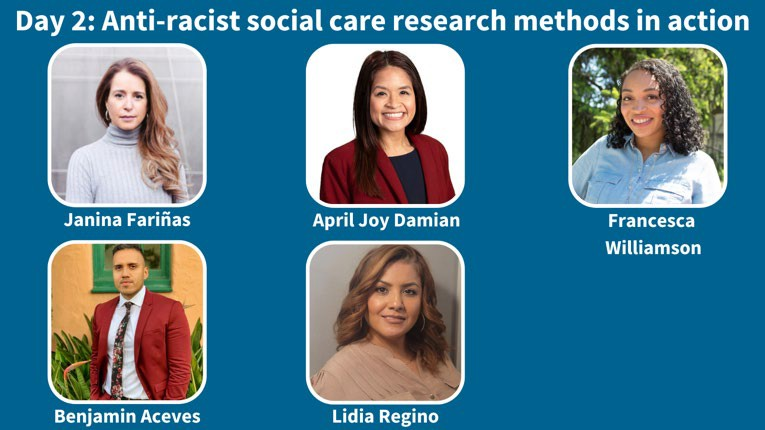 Day 2: Anti-racist social care research methods in action
Janina Fariñas
April Joy Damian
Francesca
Williamson
Benjamin Aceves
Lidia Regino